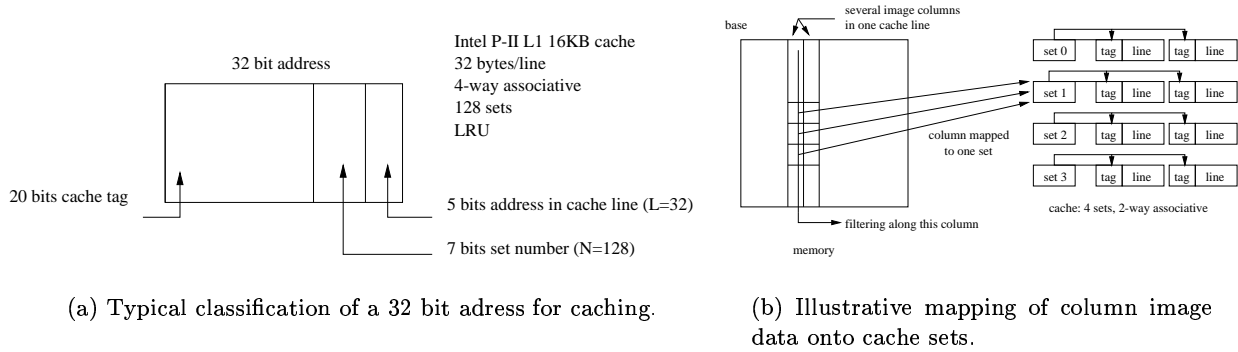 32 bit address
Intel P-II L1 16KB cache
32 bytes/line
4-way associative
128 sets
LRU
20 bits cache tag
5 bits address in cache line (L=32)
7 bits set number (N=128)
(a) Typical classification of a 32 bit adress for caching.
several image columns
in one cache line
base
column mapped
to one set
filtering along this column
memory
set 0 tag line tag line
set 1 tag line tag line
set 2 tag line tag line
set 3 tag line tag line
cache: 4 sets, 2-way associative
(b) Illustrative mapping of column image
data onto cache sets.